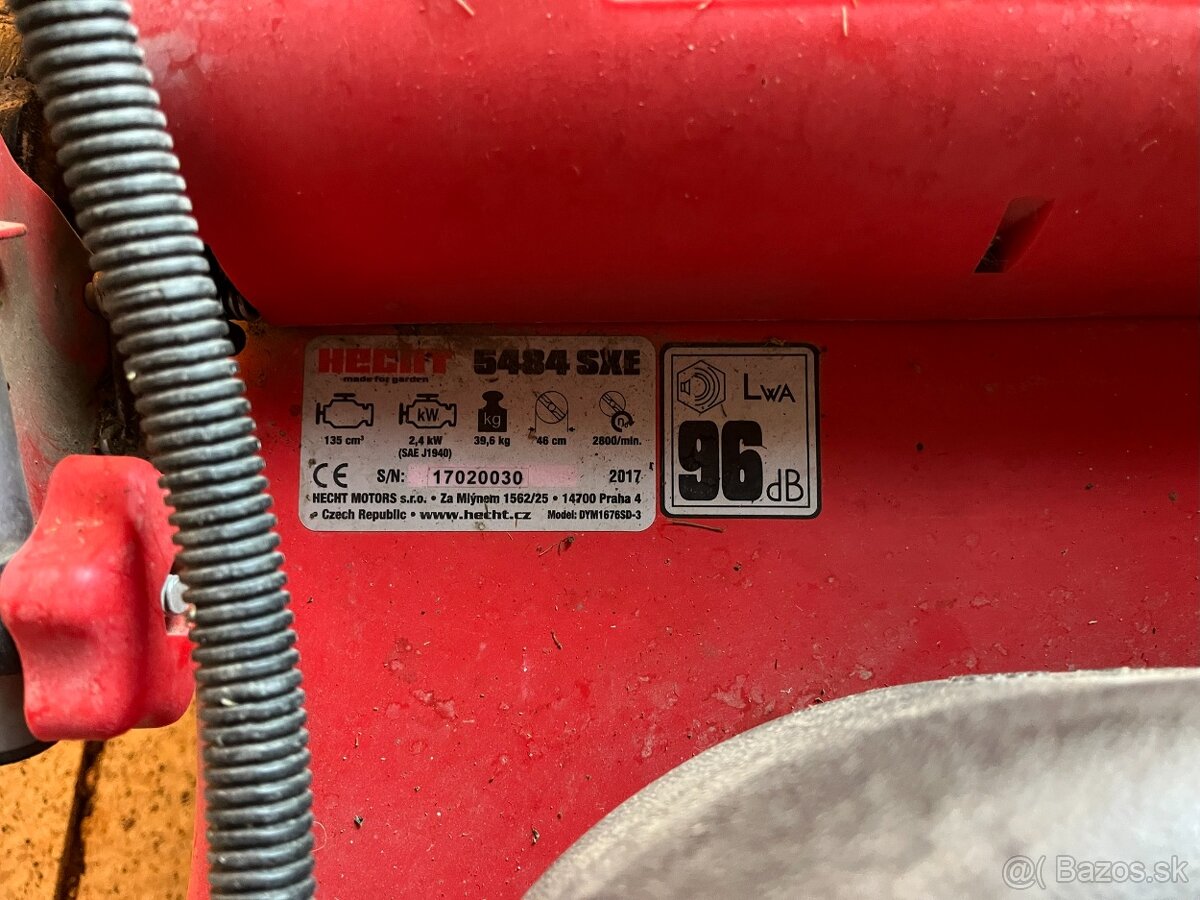 HECHT 5484 SXE
made for garden
kW kg n
135 cm³ 2,4 kW 39,6 kg 46 cm 2800/min.
(SAE J1940)
CE S/N: 17020030 2017
HECHT MOTORS s.r.o. • Za Mlýnem 1562/25 • 14700 Praha 4
• Czech Republic • www.hecht.cz Model: DYM1676SD-3
LWA
96 dB
@( Bazos.sk